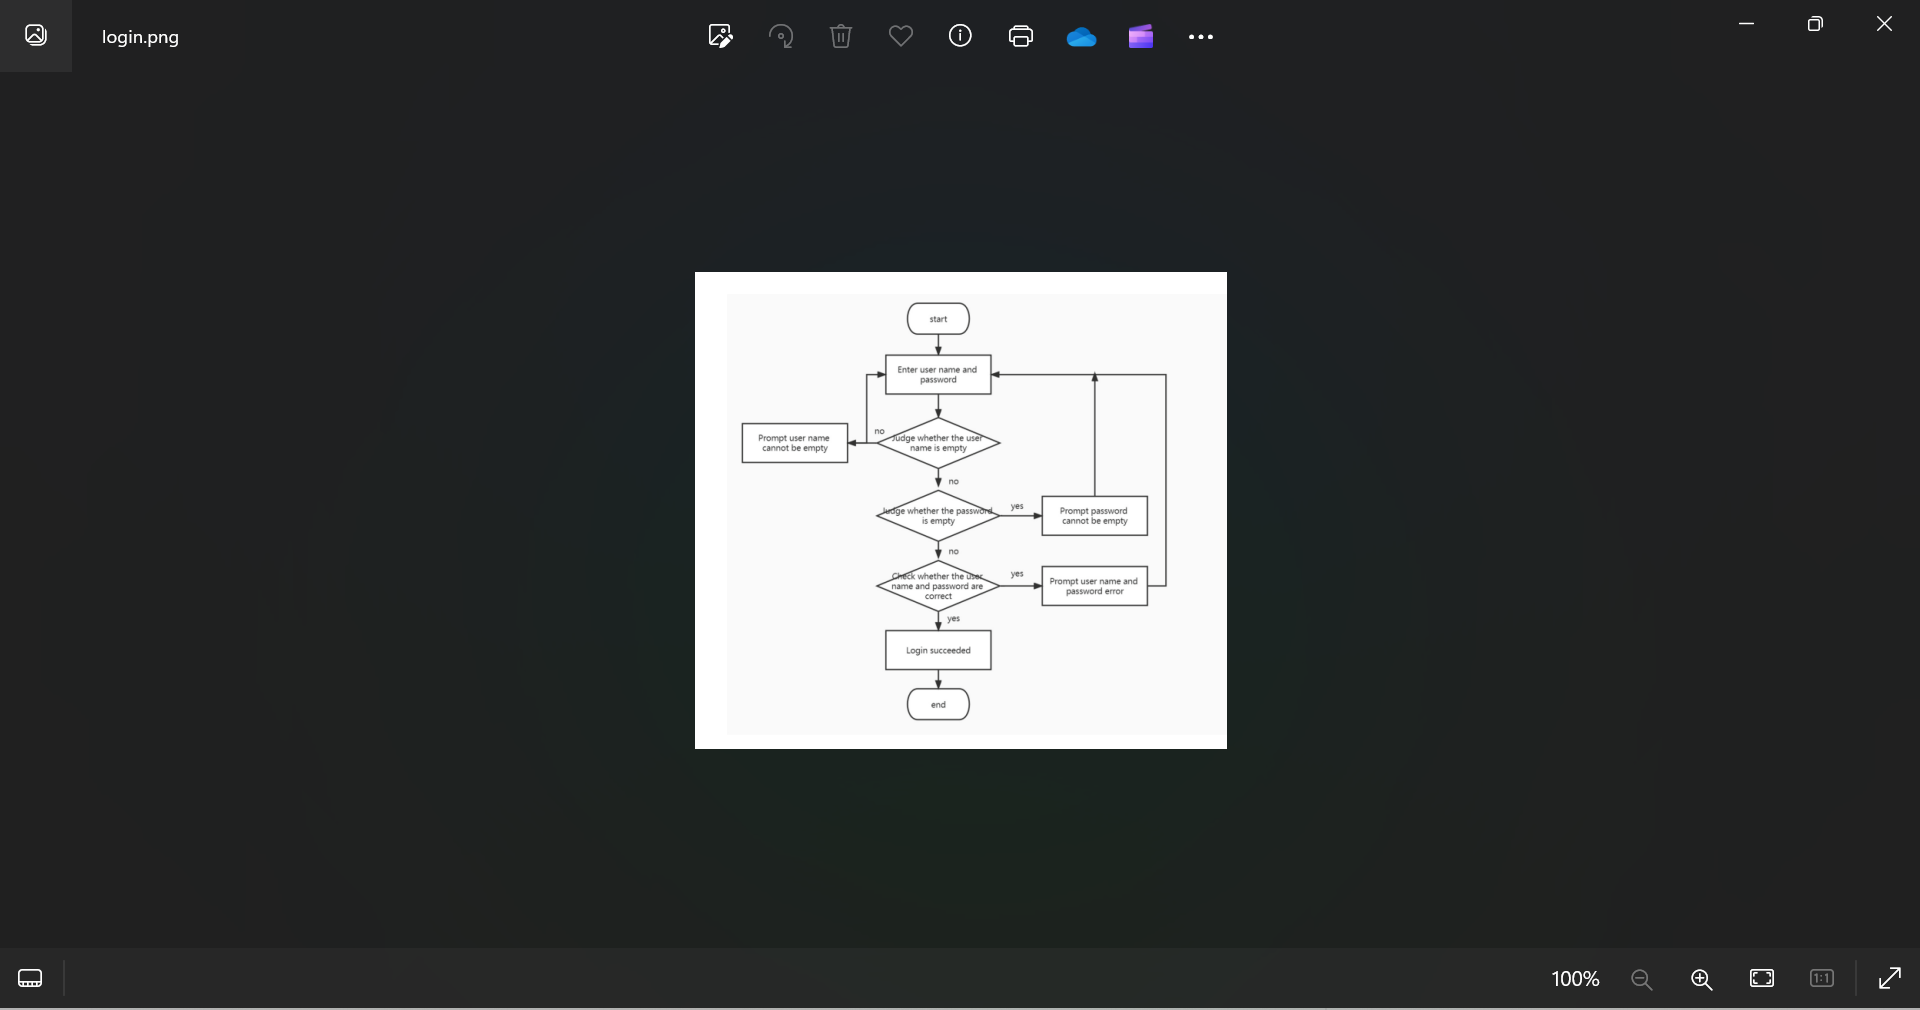 login.png
start
Enter user name and
password
no
Judge whether the user
name is empty
Prompt user name
cannot be empty
no
Judge whether the password
is empty
yes
Prompt password
cannot be empty
no
Check whether the user
name and password are
correct
yes
Prompt user name and
password error
yes
Login succeeded
end
100%
1:1